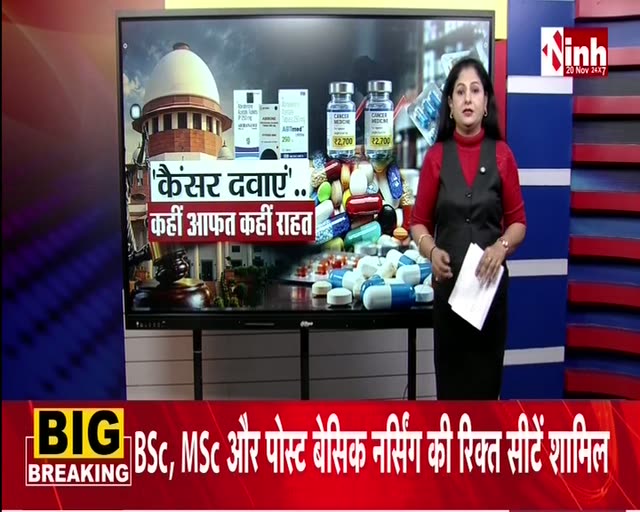 inh
20 Nov 24X7
CANCER MEDICINE
₹2,700
CANCER MEDICINE
₹2,700
'कैंसर दवाएं'..
कहीं आफत कहीं राहत
BIG
BREAKING
BSc, MSc और पोस्ट बेसिक नर्सिंग की रिक्त सीटें शामिल